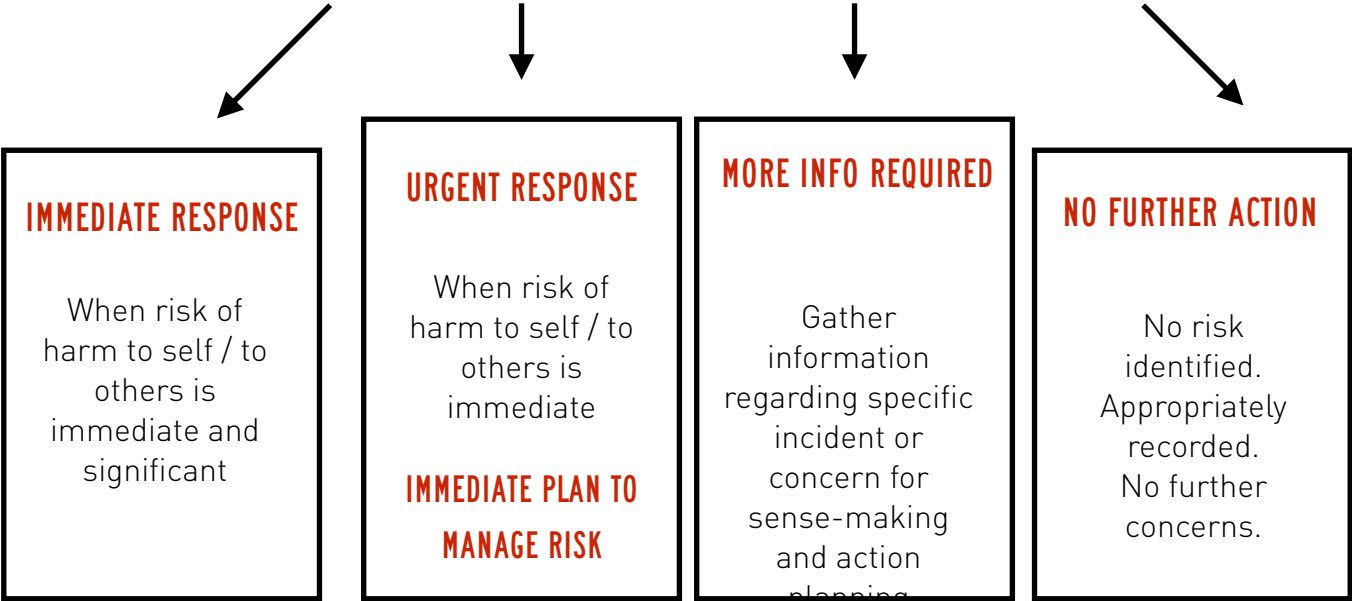 IMMEDIATE RESPONSE
When risk of
harm to self / to
others is
immediate and
significant
URGENT RESPONSE
When risk of
harm to self / to
others is
immediate
IMMEDIATE PLAN TO
MANAGE RISK
MORE INFO REQUIRED
Gather
information
regarding specific
incident or
concern for
sense-making
and action
planning
NO FURTHER ACTION
No risk
identified.
Appropriately
recorded.
No further
concerns.